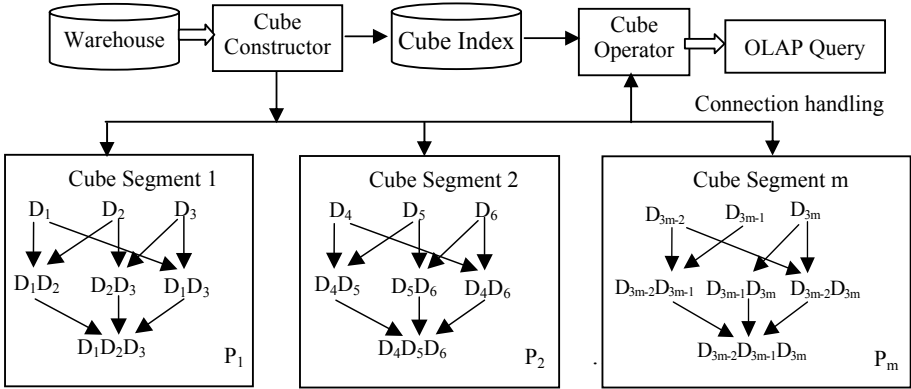 Warehouse
Cube
Constructor
Cube Index
Cube
Operator
OLAP Query
Connection handling
Cube Segment 1
D1 D2 D3
D1D2 D2D3 D1D3
D1D2D3
P1
Cube Segment 2
D4 D5 D6
D4D5 D5D6 D4D6
D4D5D6
P2
.
Cube Segment m
D3m-2 D3m-1 D3m
D3m-2D3m-1 D3m-1D3m D3m-2D3m
D3m-2D3m-1D3m
Pm